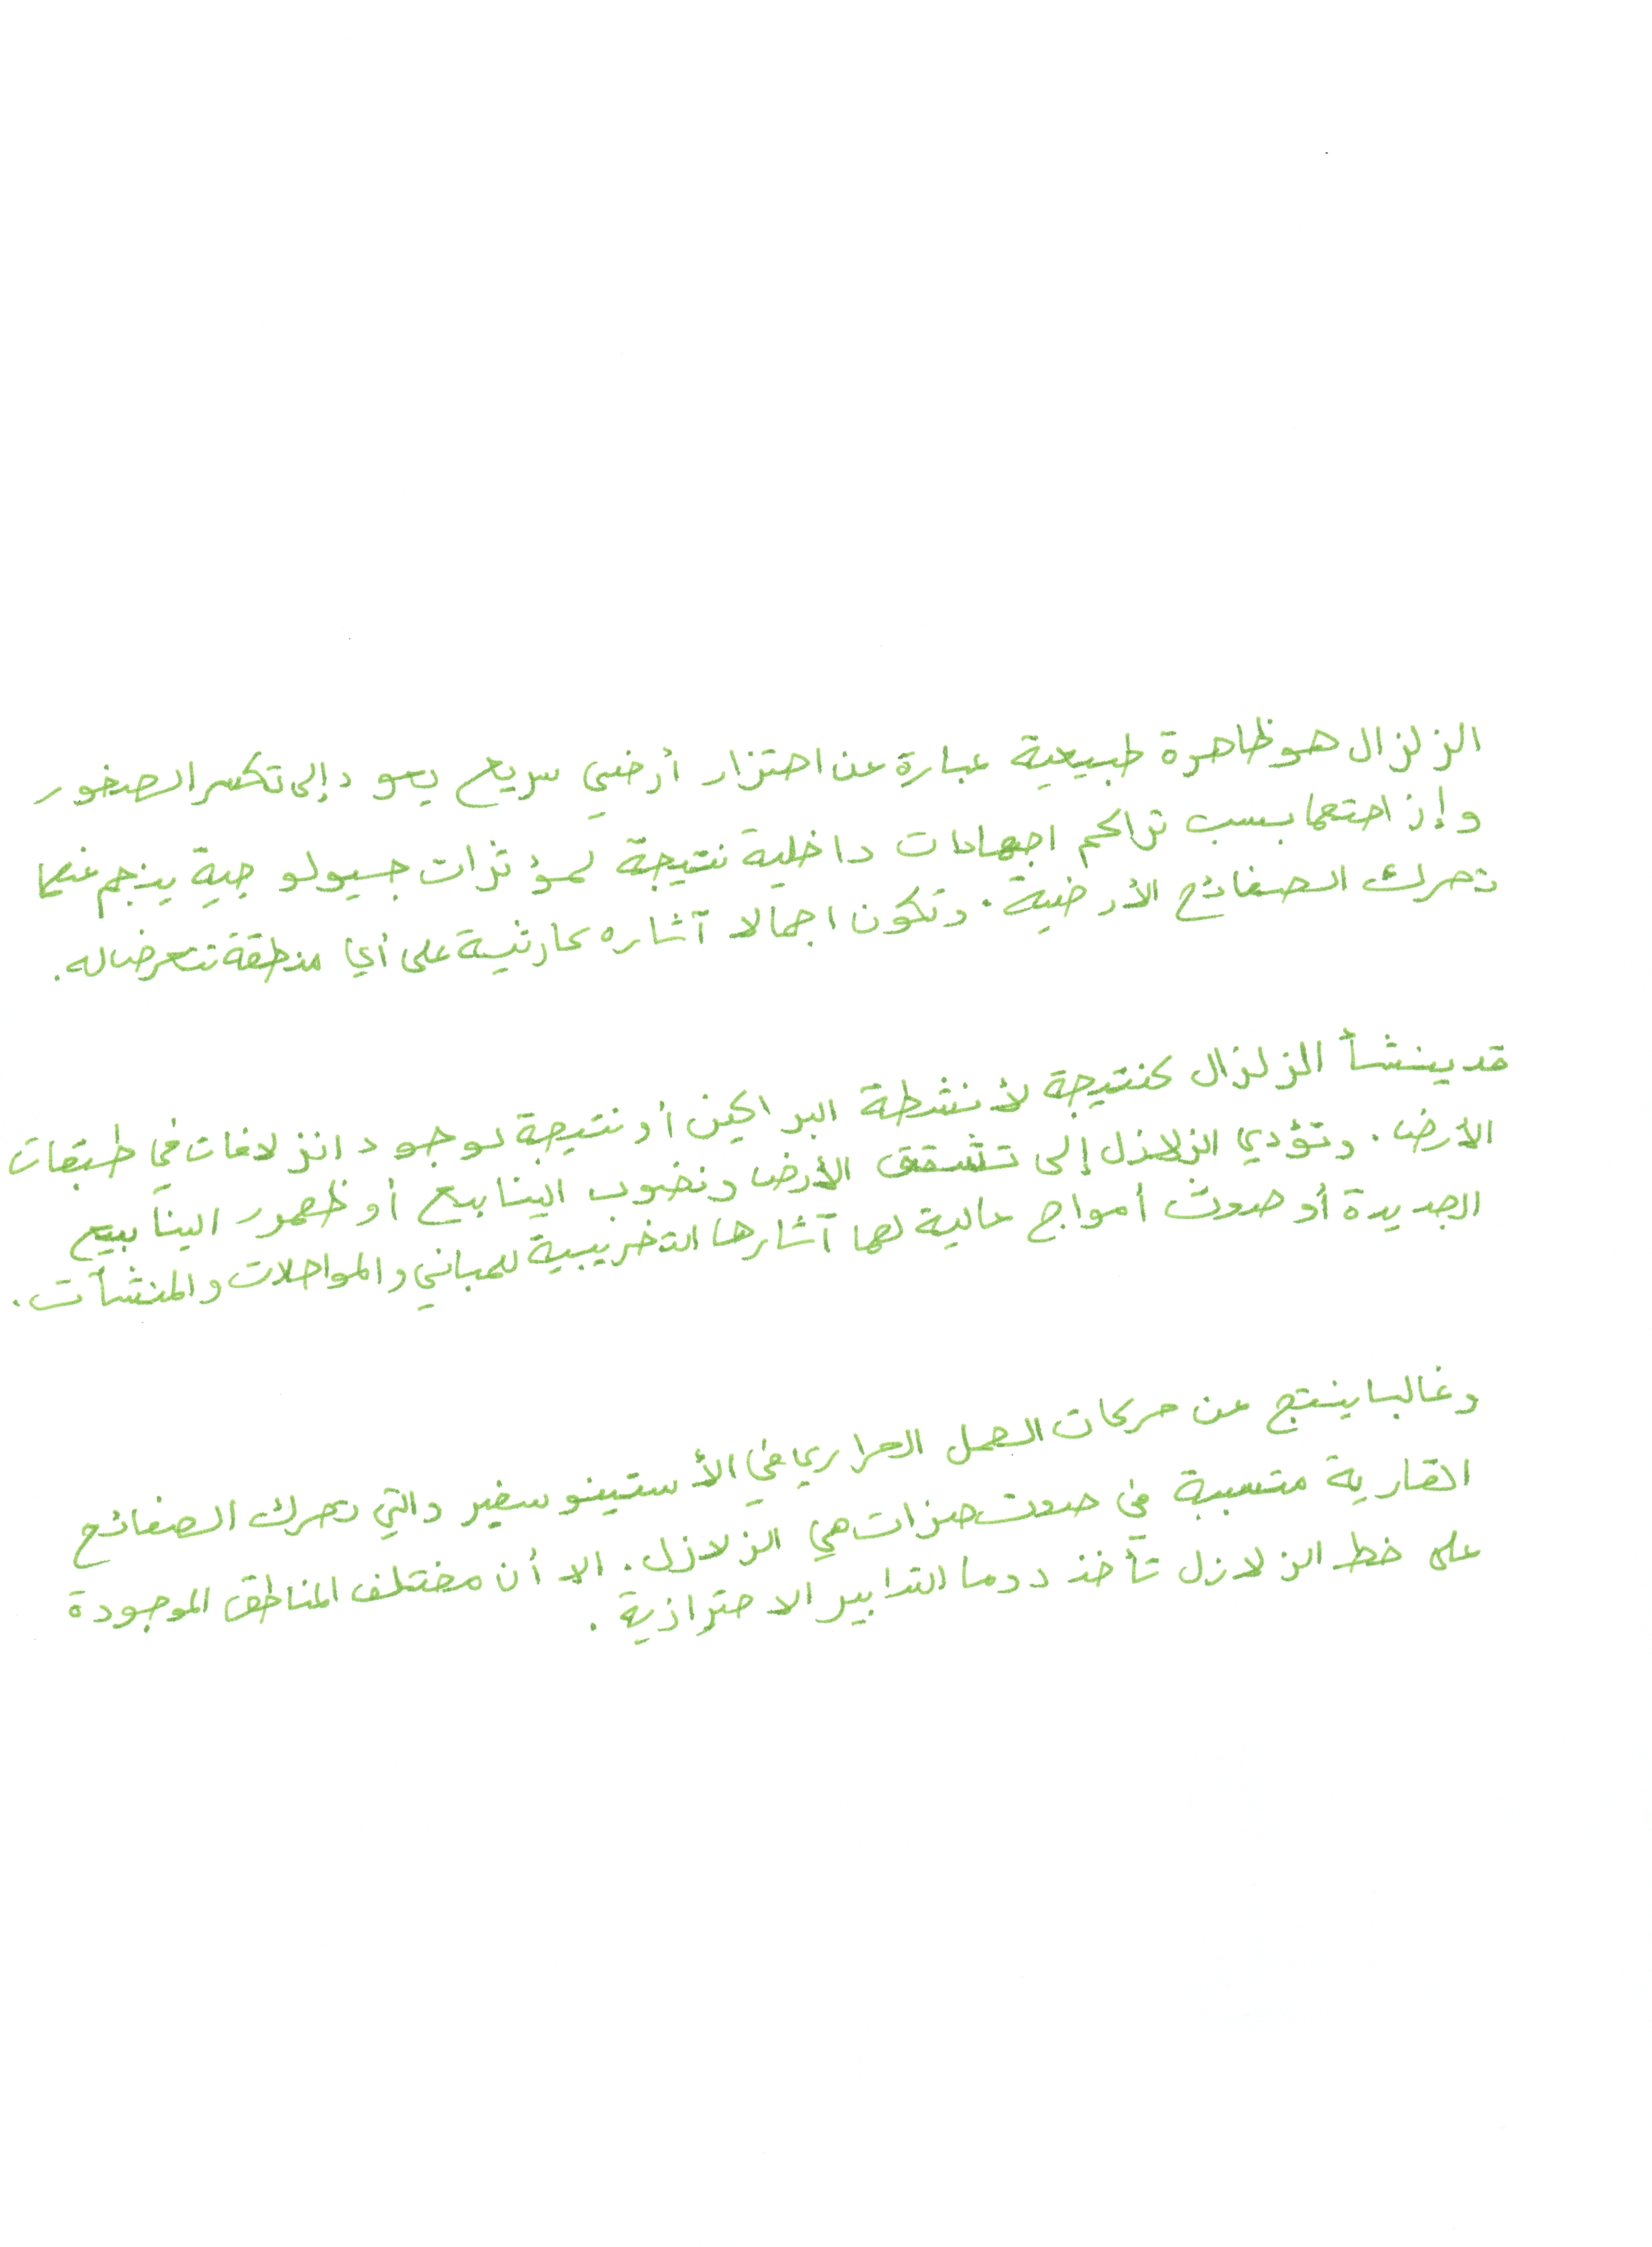 الزلزال هو ظاهرة طبيعية عبارة عن اهتزاز أرضي سريع يعود إلى تكسر الصخور
وإزاحتها بسبب تراكم اجهادات داخلية نتيجة لمؤثرات جيولوجية ينجم عنها
تحرك الصفائح الأرضية. وتكون اجمالا آثاره كارثية على أي منطقة تتعرض له.
قد ينشأ الزلزال كنتيجة لأنشطة البراكين أو نتيجة لوجود انزلاقات في طبقات
الأرض. وتؤدي الزلازل إلى تشقق الأرض ونضوب الينابيع أو ظهور الينابيع
الجديدة أو حدوث أمواج عالية لها آثارها التخريبية للمباني والمواصلات والمنشآت.
وغالبا ينتج عن حركات الحمل الحراري في الأستينوسفير والتي تحرك الصفائح
القارية متسببة في حدوث هزات هي الزلازل. الا أن مختلف المناطق الموجودة
على خط الزلازل تأخذ دوما التدابير الاحترازية.